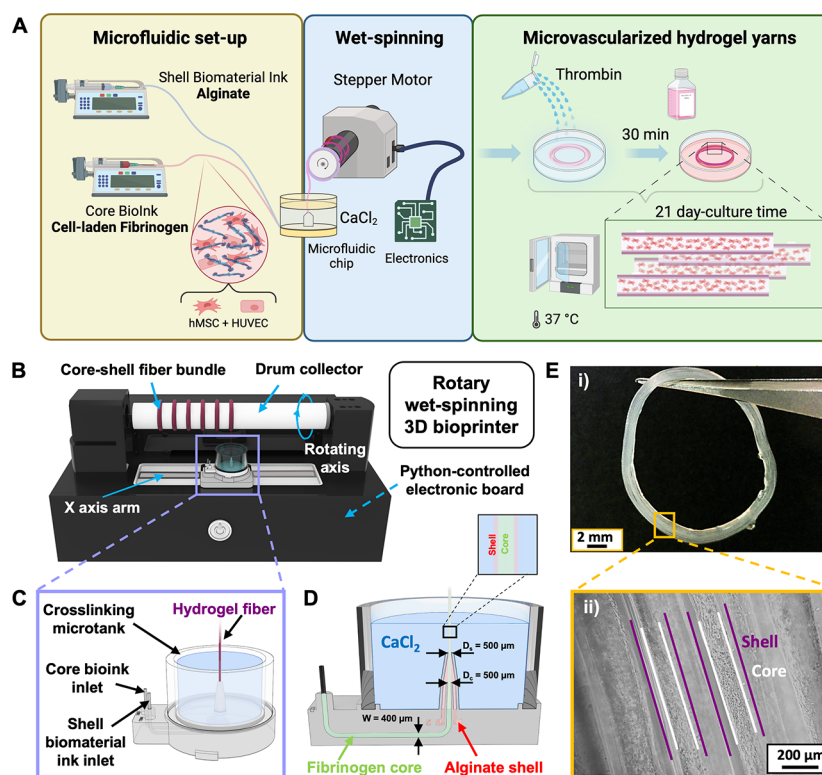 A
Microfluidic set-up
Shell Biomaterial Ink
Alginate
Core BioInk
Cell-laden Fibrinogen
hMSC + HUVEC
Wet-spinning
Stepper Motor
CaCl₂
Microfluidic
chip
Electronics
Microvascularized hydrogel yarns
Thrombin
30 min
21 day-culture time
37 °C
B
Core-shell fiber bundle
Drum collector
Rotating
axis
X axis arm
Rotary
wet-spinning
3D bioprinter
Python-controlled
electronic board
C
Crosslinking
microtank
Hydrogel fiber
Core bioink
inlet
Shell
biomaterial
ink inlet
D
Shell
Core
CaCl₂
Dₛ = 500 µm
D꜀ = 500 µm
W = 400 µm
Fibrinogen core
Alginate shell
E
i)
2 mm
ii)
Shell
Core
200 µm